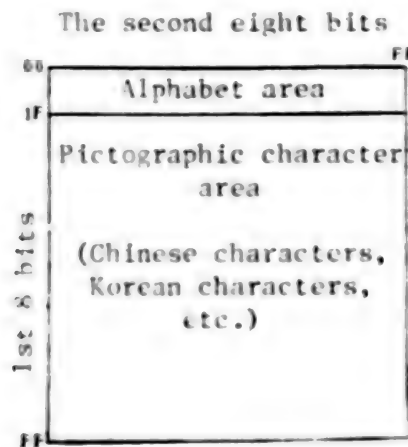 The second eight bits
FF
00
Alphabet area
1F
Pictographic character
area
(Chinese characters,
Korean characters,
etc.)
1st 8 bits
FF